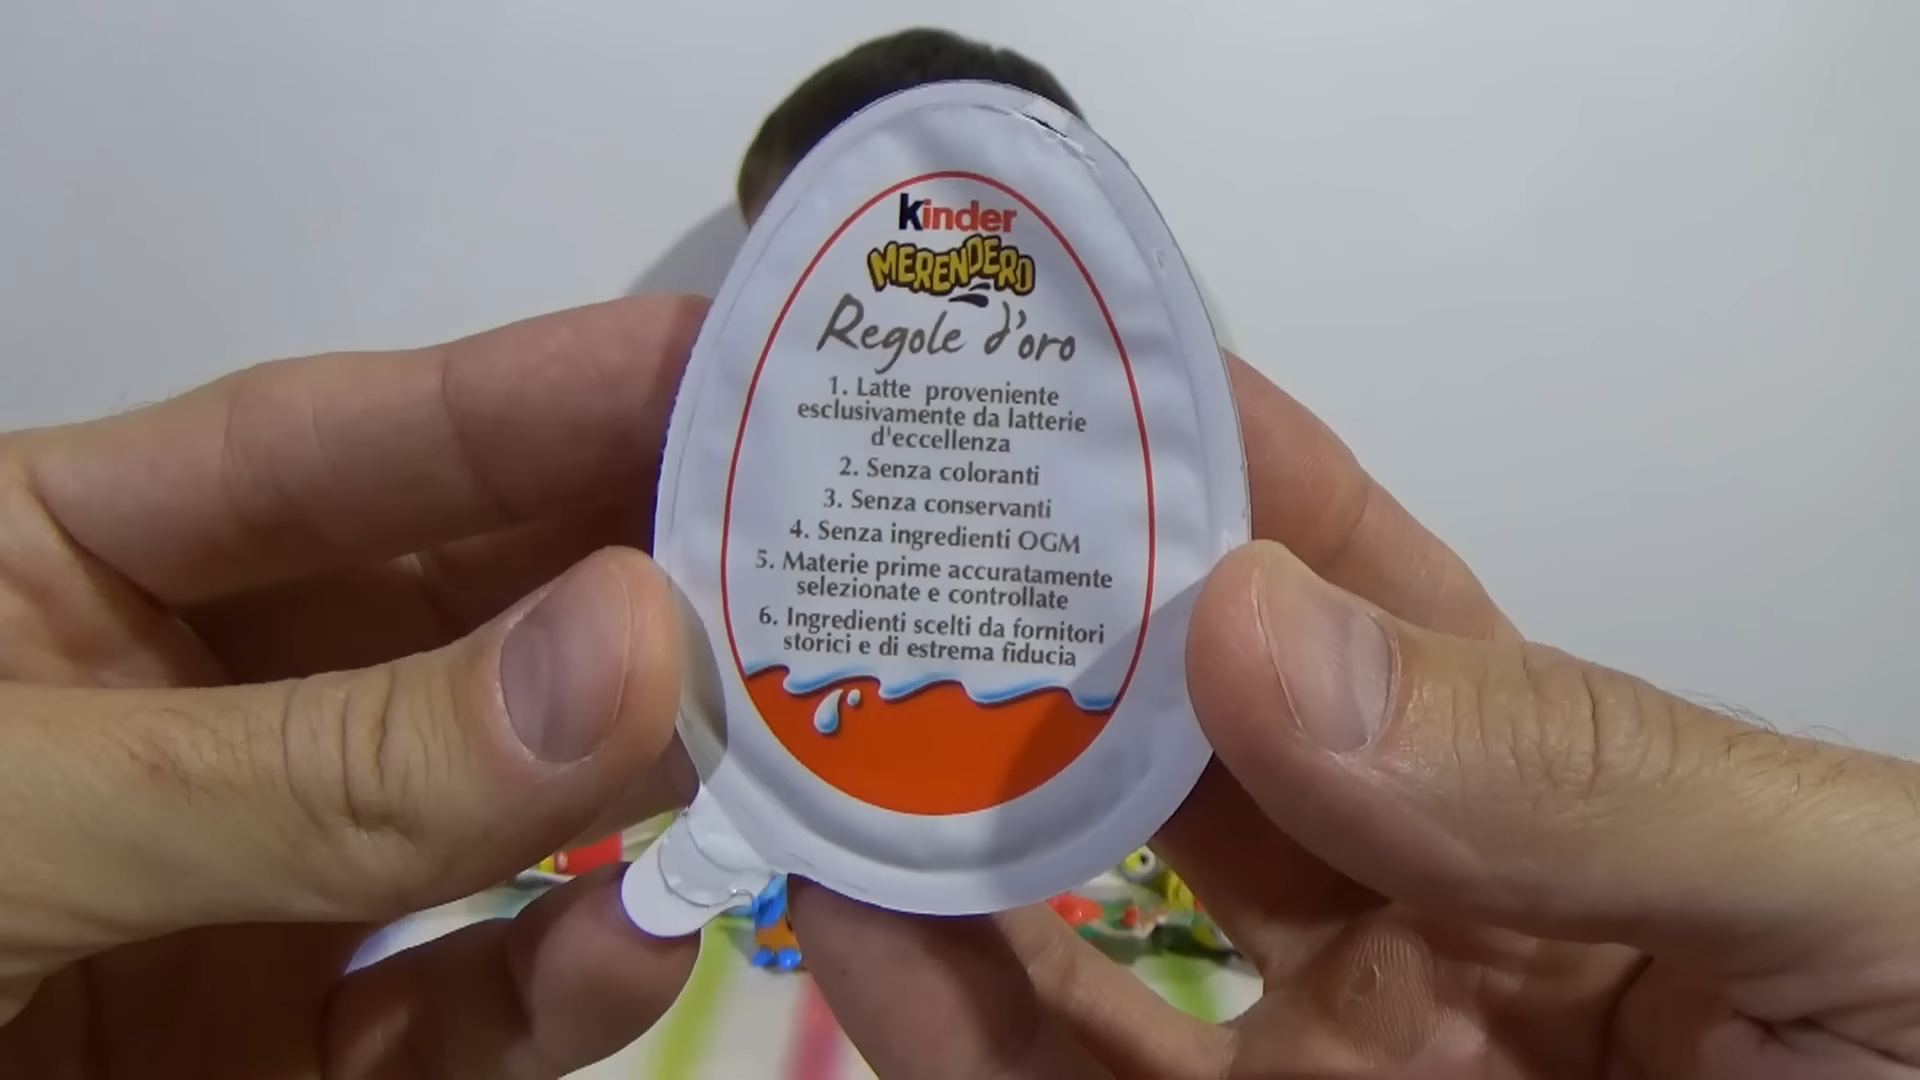 kinder
MERENDERO
Regole d'oro
1. Latte proveniente
esclusivamente da latterie
d'eccellenza
2. Senza coloranti
3. Senza conservanti
4. Senza ingredienti OGM
5. Materie prime accuratamente
selezionate e controllate
6. Ingredienti scelti da fornitori
storici e di estrema fiducia